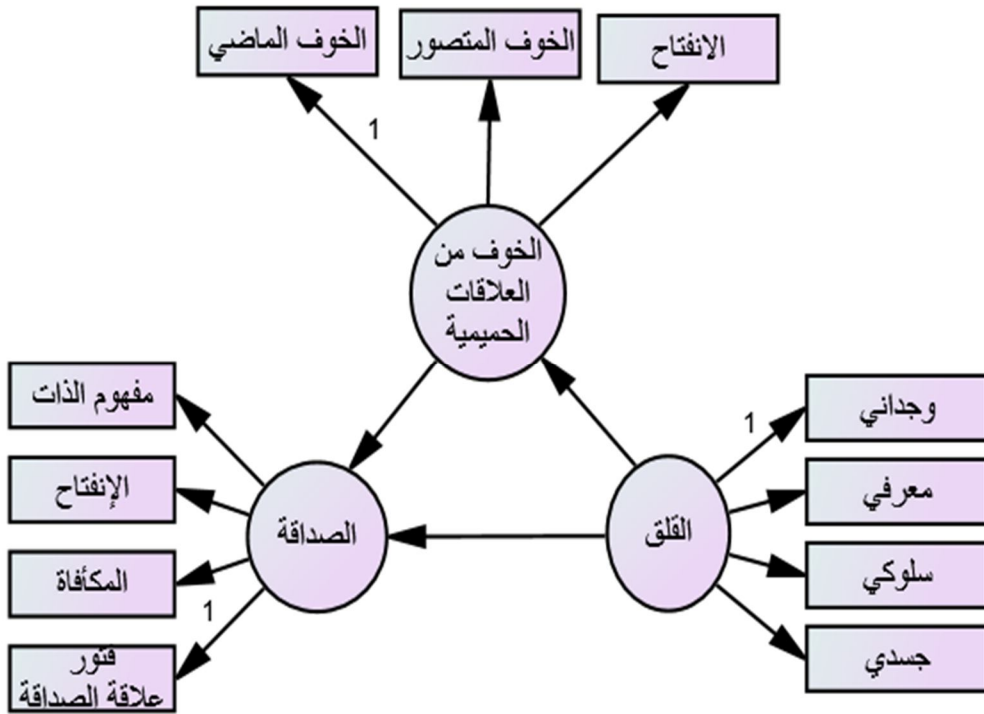 الانفتاح
الخوف المتصور
الخوف الماضي
1
الخوف من
العلاقات
الحميمية
وجداني
1
معرفي
سلوكي
جسدي
القلق
الصداقة
مفهوم الذات
الإنفتاح
المكأفاة
1
فتور
علاقة الصداقة